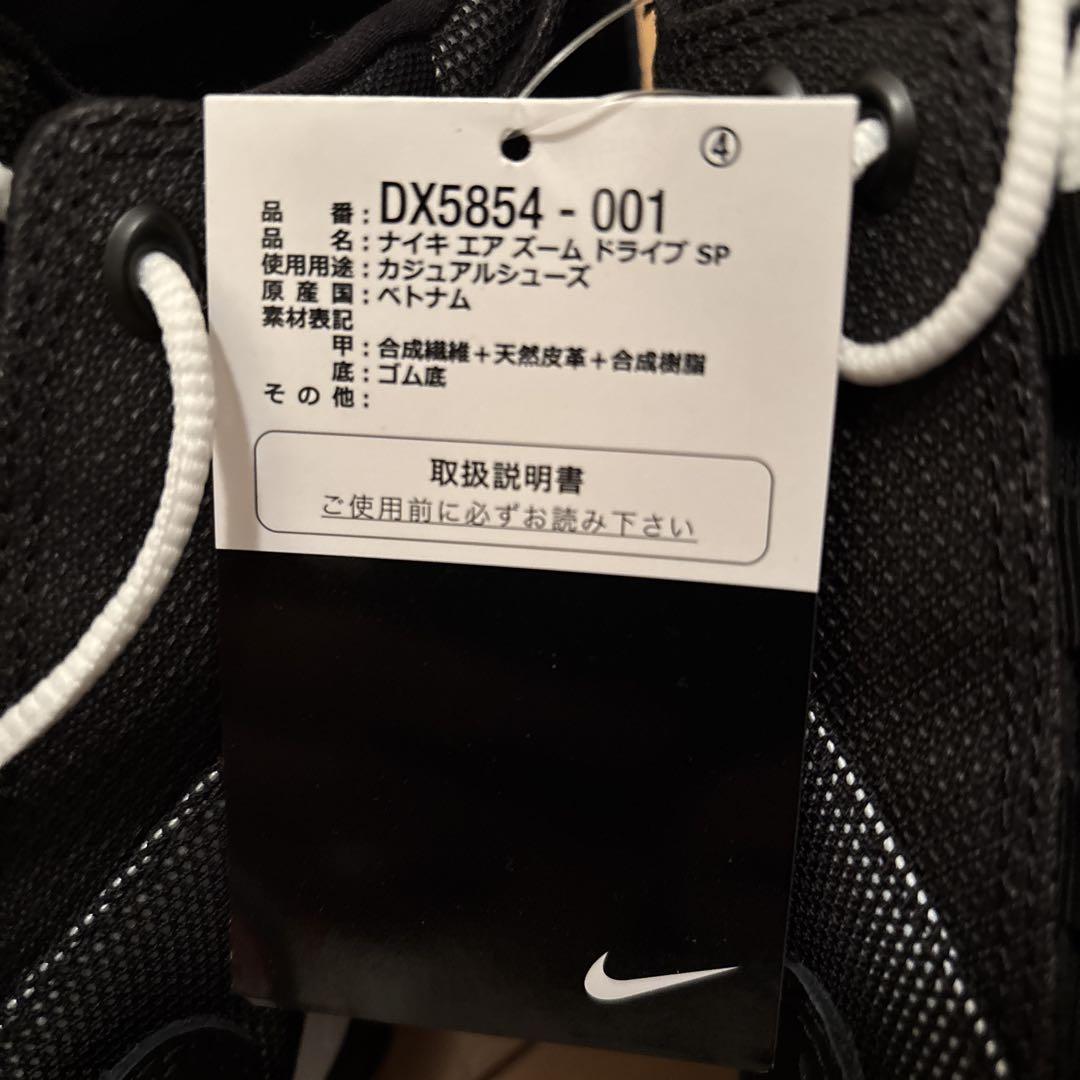 ④
品 番：DX5854 - 001
品 名：ナイキ エア ズーム ドライブ SP
使用用途：カジュアルシューズ
原 産 国：ベトナム
素材表記
甲：合成繊維＋天然皮革＋合成樹脂
底：ゴム底
そ の 他：
取扱説明書
ご使用前に必ずお読み下さい